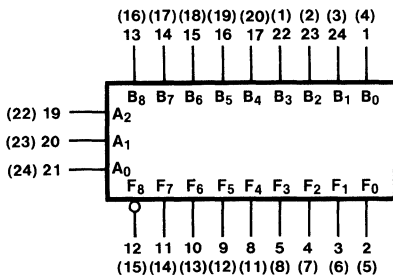 (16) (17) (18) (19) (20) (1) (2) (3) (4)
13 14 15 16 17 22 23 24 1
B8 B7 B6 B5 B4 B3 B2 B1 B0
(22) 19 A2
(23) 20 A1
(24) 21 A0
F8 F7 F6 F5 F4 F3 F2 F1 F0
12 11 10 9 8 5 4 3 2
(15) (14) (13) (12) (11) (8) (7) (6) (5)